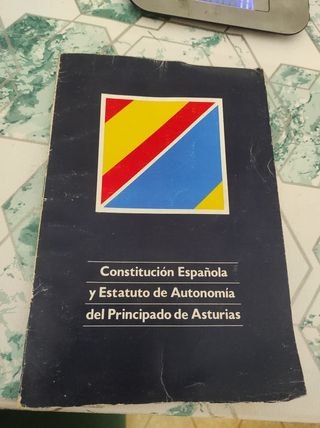 Constitución Española
y Estatuto de Autonomía
del Principado de Asturias